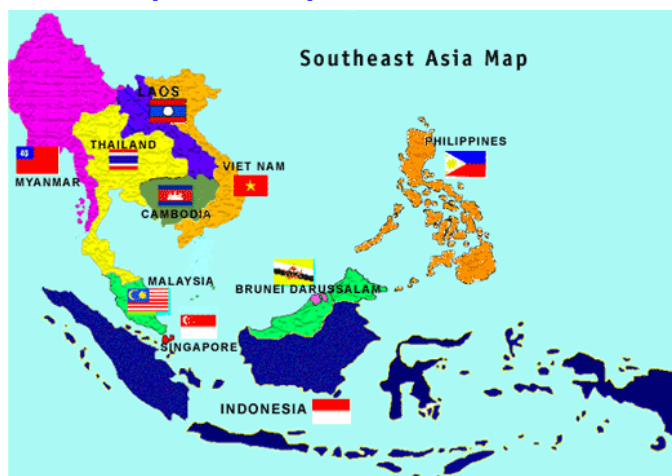 Southeast Asia Map
LAOS
THAILAND
PHILIPPINES
VIET NAM
MYANMAR
CAMBODIA
MALAYSIA
BRUNEI DARUSSALAM
SINGAPORE
INDONESIA